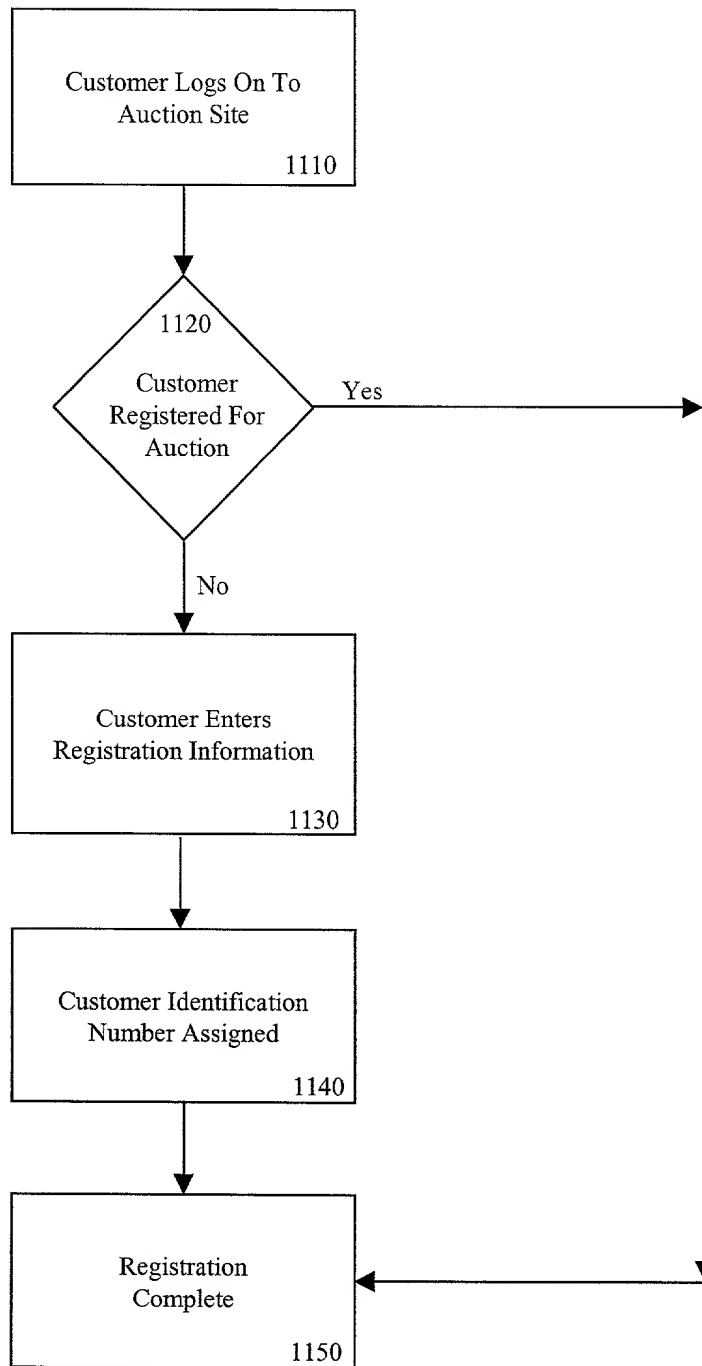 Customer Logs On To
Auction Site
1110
1120
Customer
Registered For
Auction
Yes
No
Customer Enters
Registration Information
1130
Customer Identification
Number Assigned
1140
Registration
Complete
1150